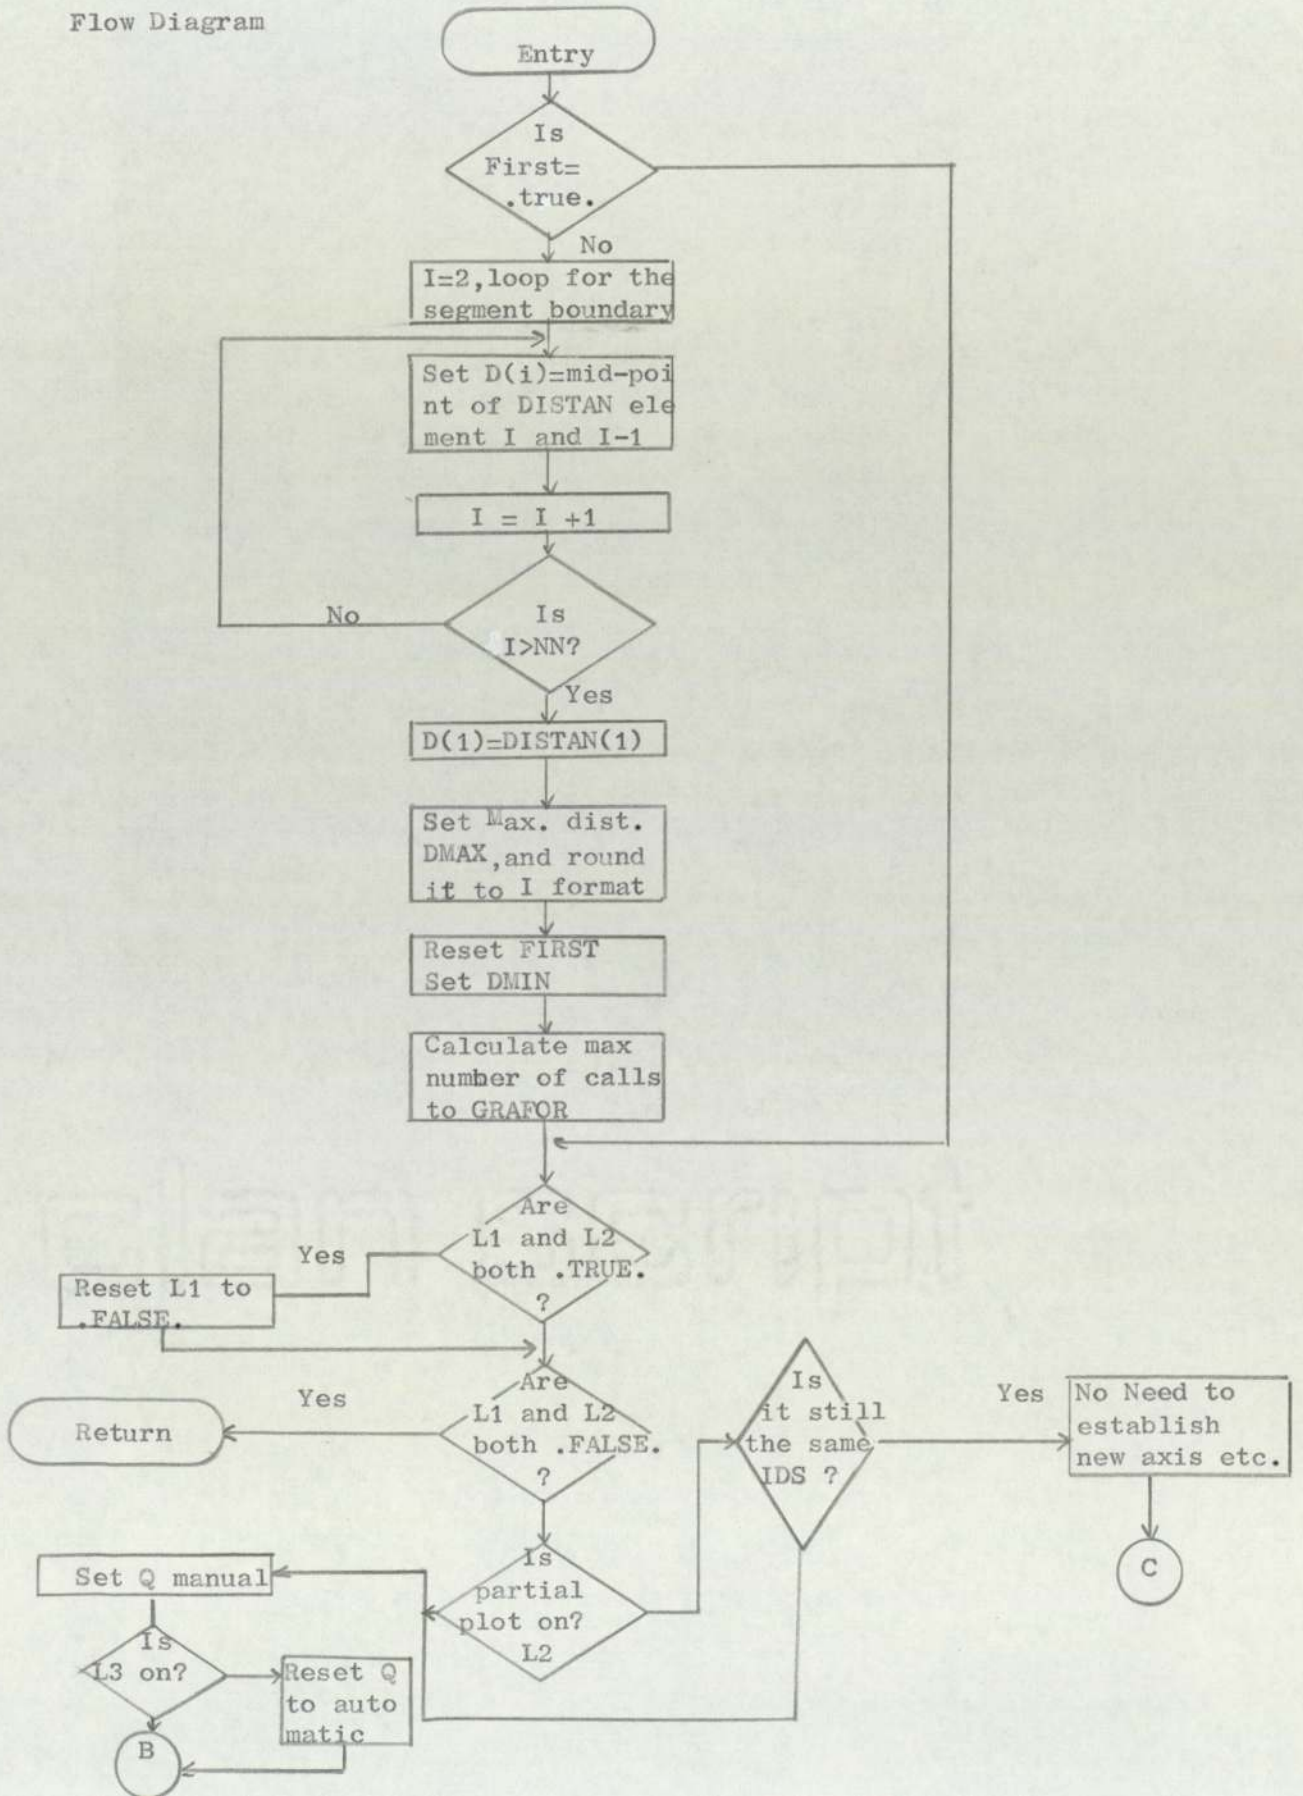 Flow Diagram
Entry
Is
First=
.true.
No
I=2,loop for the
segment boundary
Set D(i)=mid-poi
nt of DISTAN ele
ment I and I-1
I = I +1
Is
I>NN?
No
Yes
D(1)=DISTAN(1)
Set Max. dist.
DMAX,and round
it to I format
Reset FIRST
Set DMIN
Calculate max
number of calls
to GRAFOR
Are
L1 and L2
both .TRUE.
?
Yes
Reset L1 to
.FALSE.
Are
L1 and L2
both .FALSE.
?
Yes
Return
Is
partial
plot on?
L2
Is
it still
the same
IDS ?
Yes
No Need to
establish
new axis etc.
C
Set Q manual
Is
L3 on?
Reset Q
to auto
matic
B